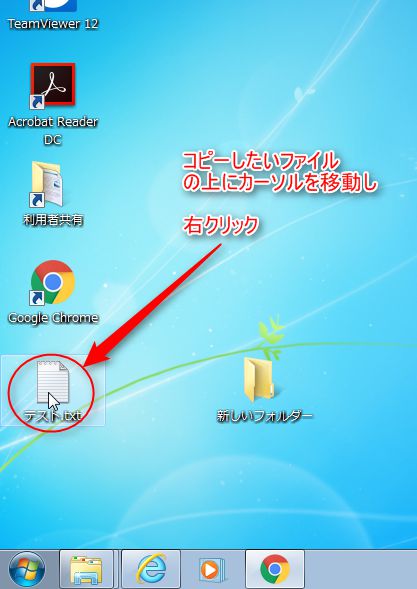 TeamViewer 12
Acrobat Reader
DC
コピーしたいファイル
の上にカーソルを移動し
利用者共有
右クリック
Google Chrome
テスト.txt
新しいフォルダー